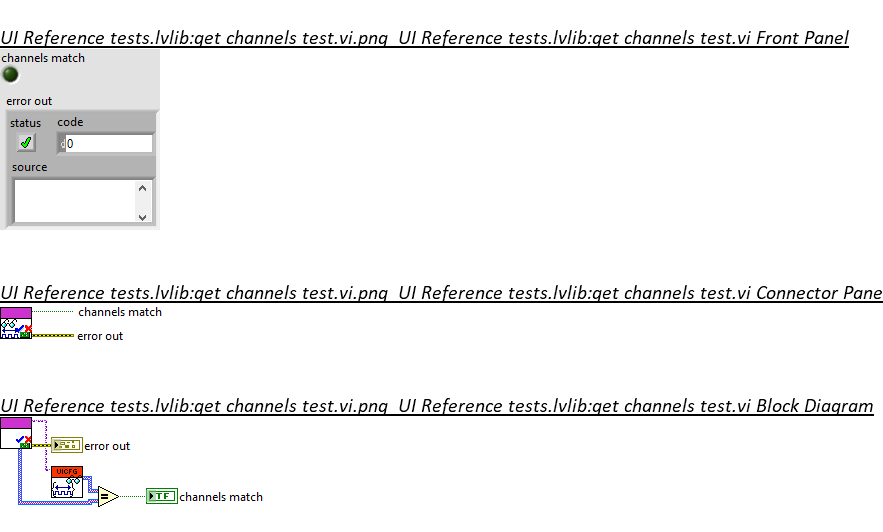 UI Reference tests.lvlib:get channels test.vi.png  UI Reference tests.lvlib:get channels test.vi Front Panel
channels match
error out
status code
0
source
UI Reference tests.lvlib:get channels test.vi.png  UI Reference tests.lvlib:get channels test.vi Connector Pane
channels match
error out
UI Reference tests.lvlib:get channels test.vi.png  UI Reference tests.lvlib:get channels test.vi Block Diagram
error out
UICFG
=
TF channels match